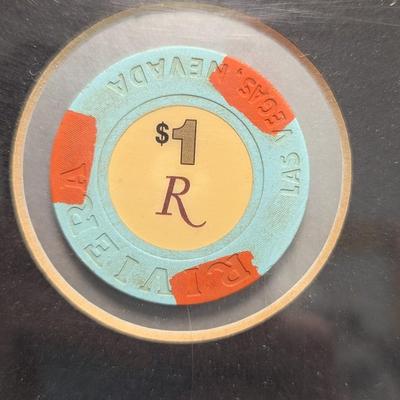 $1
R
RIVIERA
LAS VEGAS, NEVADA